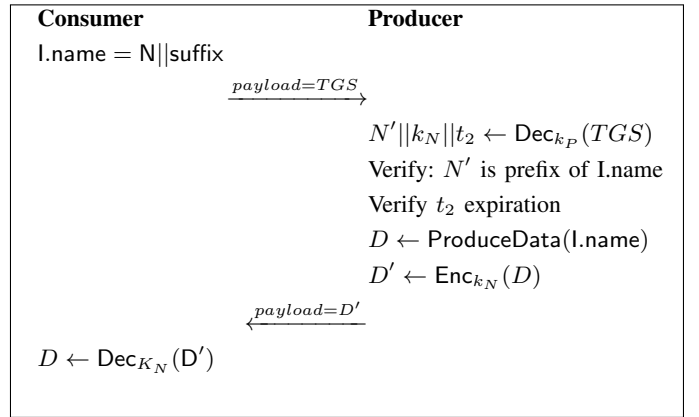 Consumer Producer
I.name = N||suffix
payload=TGS
N′||k_N||t_2 ← Dec_{k_P}(TGS)
Verify: N′ is prefix of I.name
Verify t_2 expiration
D ← ProduceData(I.name)
D′ ← Enc_{k_N}(D)
payload=D′
D ← Dec_{K_N}(D′)